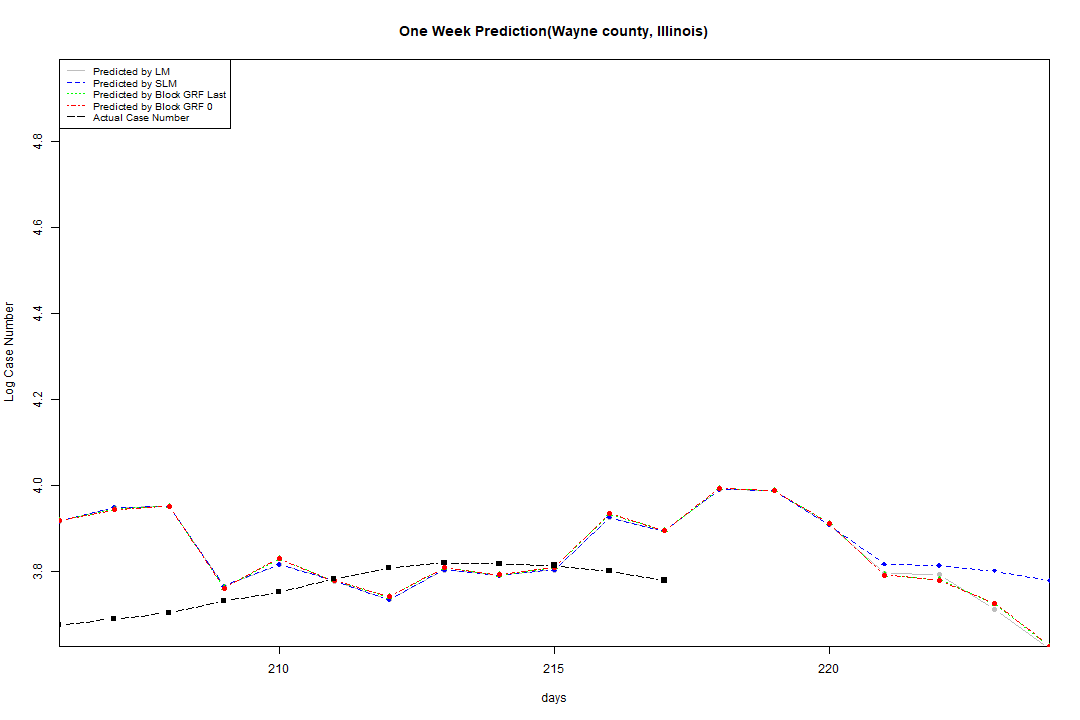 One Week Prediction(Wayne county, Illinois)
Predicted by LM
Predicted by SLM
Predicted by Block GRF Last
Predicted by Block GRF 0
Actual Case Number
4.8
4.6
4.4
4.2
4.0
3.8
Log Case Number
210
215
220
days